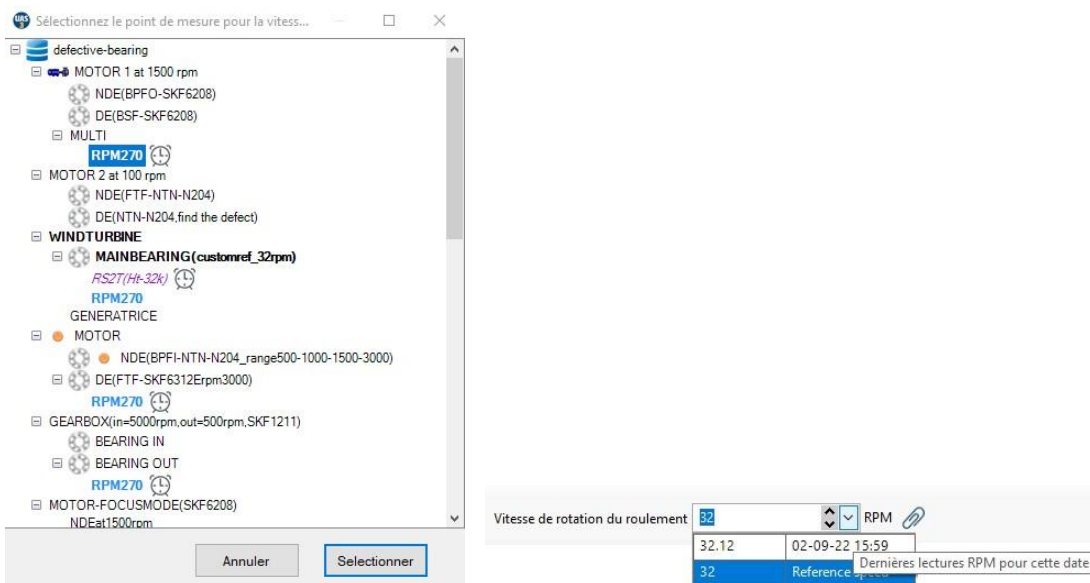 Sélectionnez le point de mesure pour la vitess...
defective-bearing
MOTOR 1 at 1500 rpm
NDE(BPFO-SKF6208)
DE(BSF-SKF6208)
MULTI
RPM270
MOTOR 2 at 100 rpm
NDE(FTF-NTN-N204)
DE(NTN-N204,find the defect)
WINDTURBINE
MAINBEARING(customref_32rpm)
RS2T(Ht-32k)
RPM270
GENERATRICE
MOTOR
NDE(BPFI-NTN-N204_range500-1000-1500-3000)
DE(FTF-SKF6312Erpm3000)
RPM270
GEARBOX(in=5000rpm,out=500rpm,SKF1211)
BEARING IN
BEARING OUT
RPM270
MOTOR-FOCUSMODE(SKF6208)
NDEat1500rpm
Annuler Selectionner
Vitesse de rotation du roulement 32 RPM
32.12 02-09-22 15:59
Dernières lectures RPM pour cette date
32 Reference